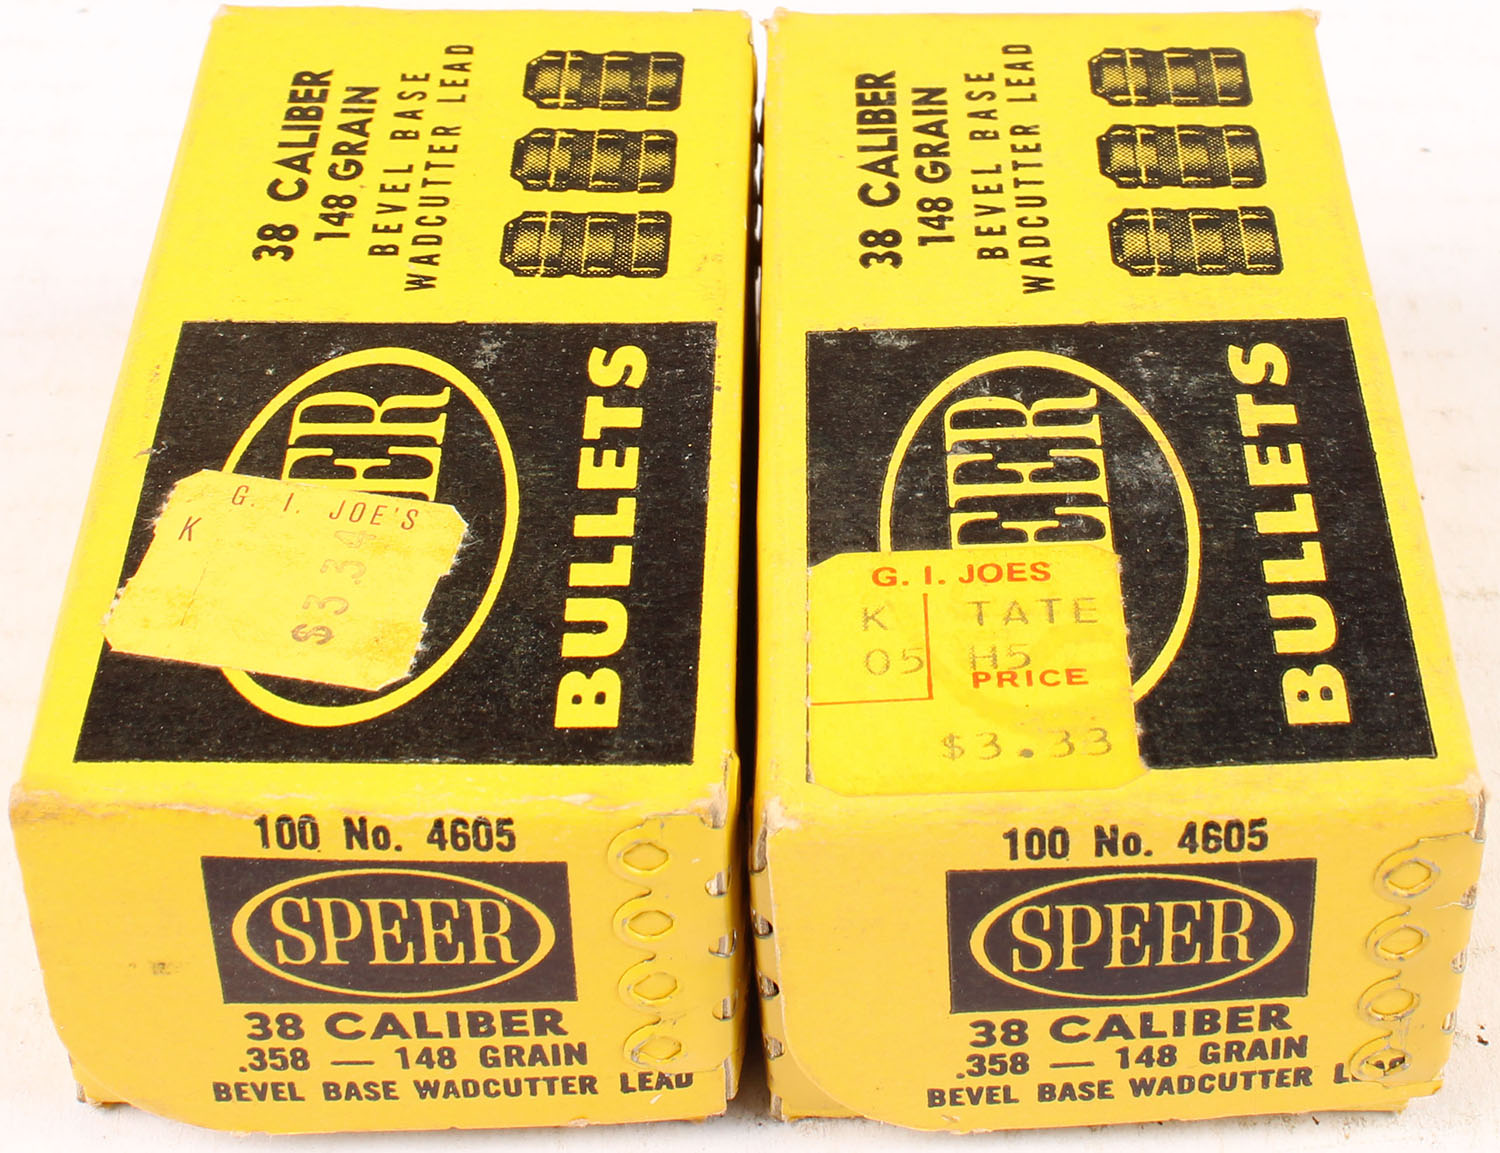 38 CALIBER
148 GRAIN
BEVEL BASE
WADCUTTER LEAD
EER
BULLETS
G. I. JOE'S
K
$3.34
100 No. 4605
SPEER
38 CALIBER
.358 — 148 GRAIN
BEVEL BASE WADCUTTER LEAD
38 CALIBER
148 GRAIN
BEVEL BASE
WADCUTTER LEAD
EER
BULLETS
G. I. JOES
K TATE
05 H5
PRICE
$3.33
100 No. 4605
SPEER
38 CALIBER
.358 — 148 GRAIN
BEVEL BASE WADCUTTER